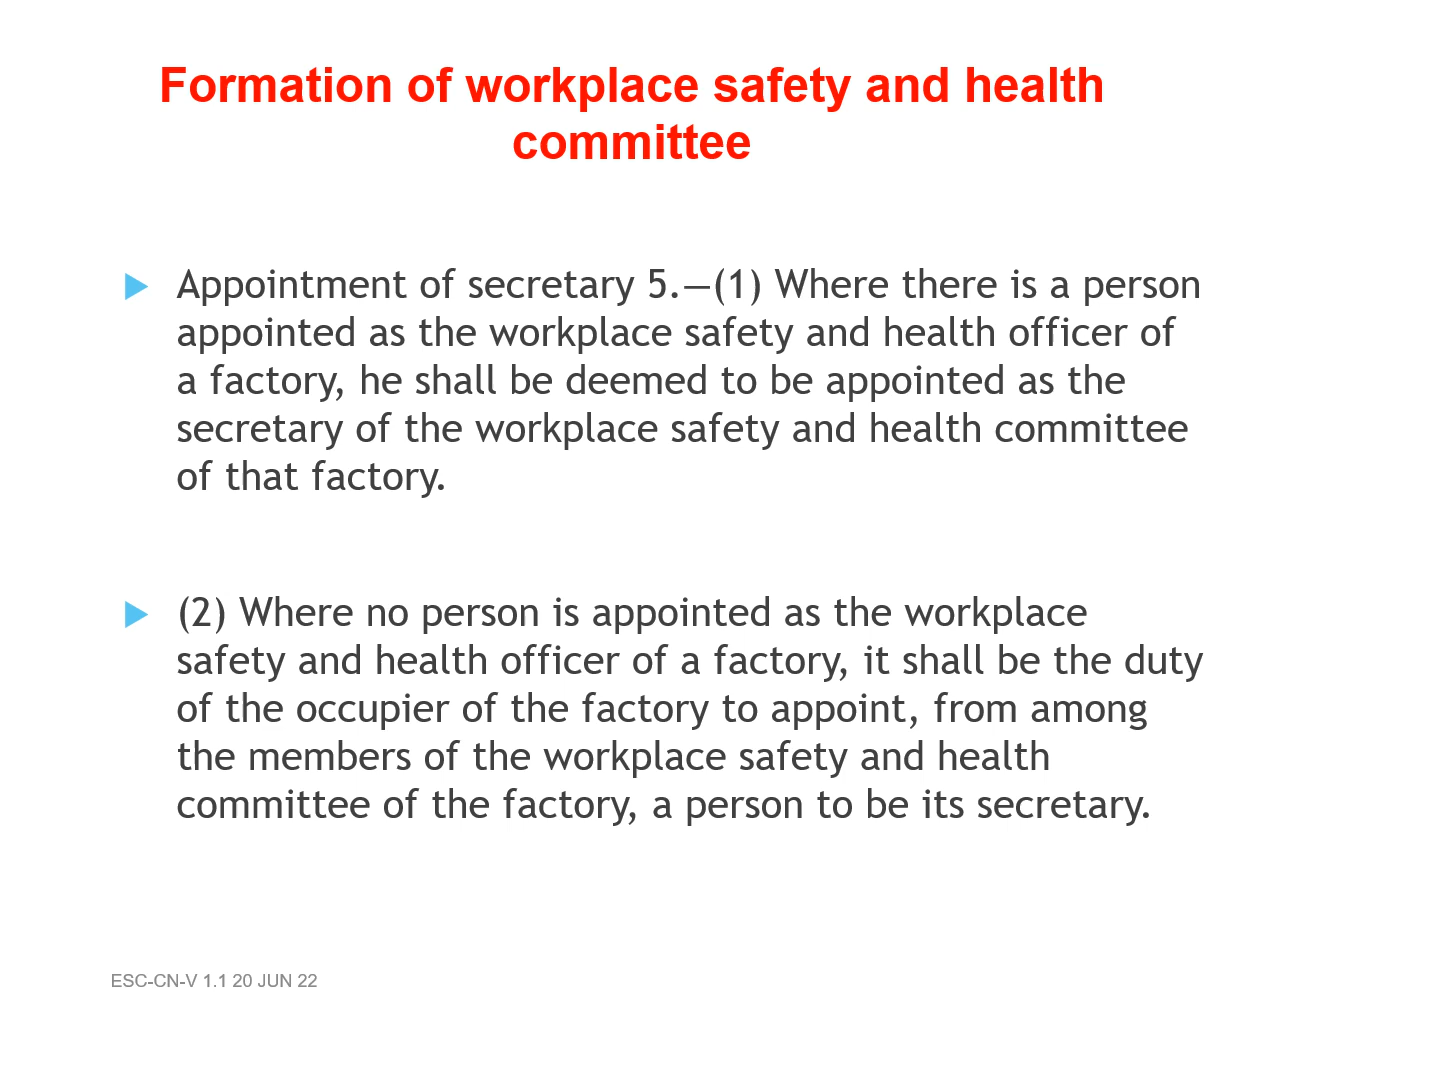 Formation of workplace safety and health
committee
Appointment of secretary 5.—(1) Where there is a person
appointed as the workplace safety and health officer of
a factory, he shall be deemed to be appointed as the
secretary of the workplace safety and health committee
of that factory.
(2) Where no person is appointed as the workplace
safety and health officer of a factory, it shall be the duty
of the occupier of the factory to appoint, from among
the members of the workplace safety and health
committee of the factory, a person to be its secretary.
ESC-CN-V 1.1 20 JUN 22